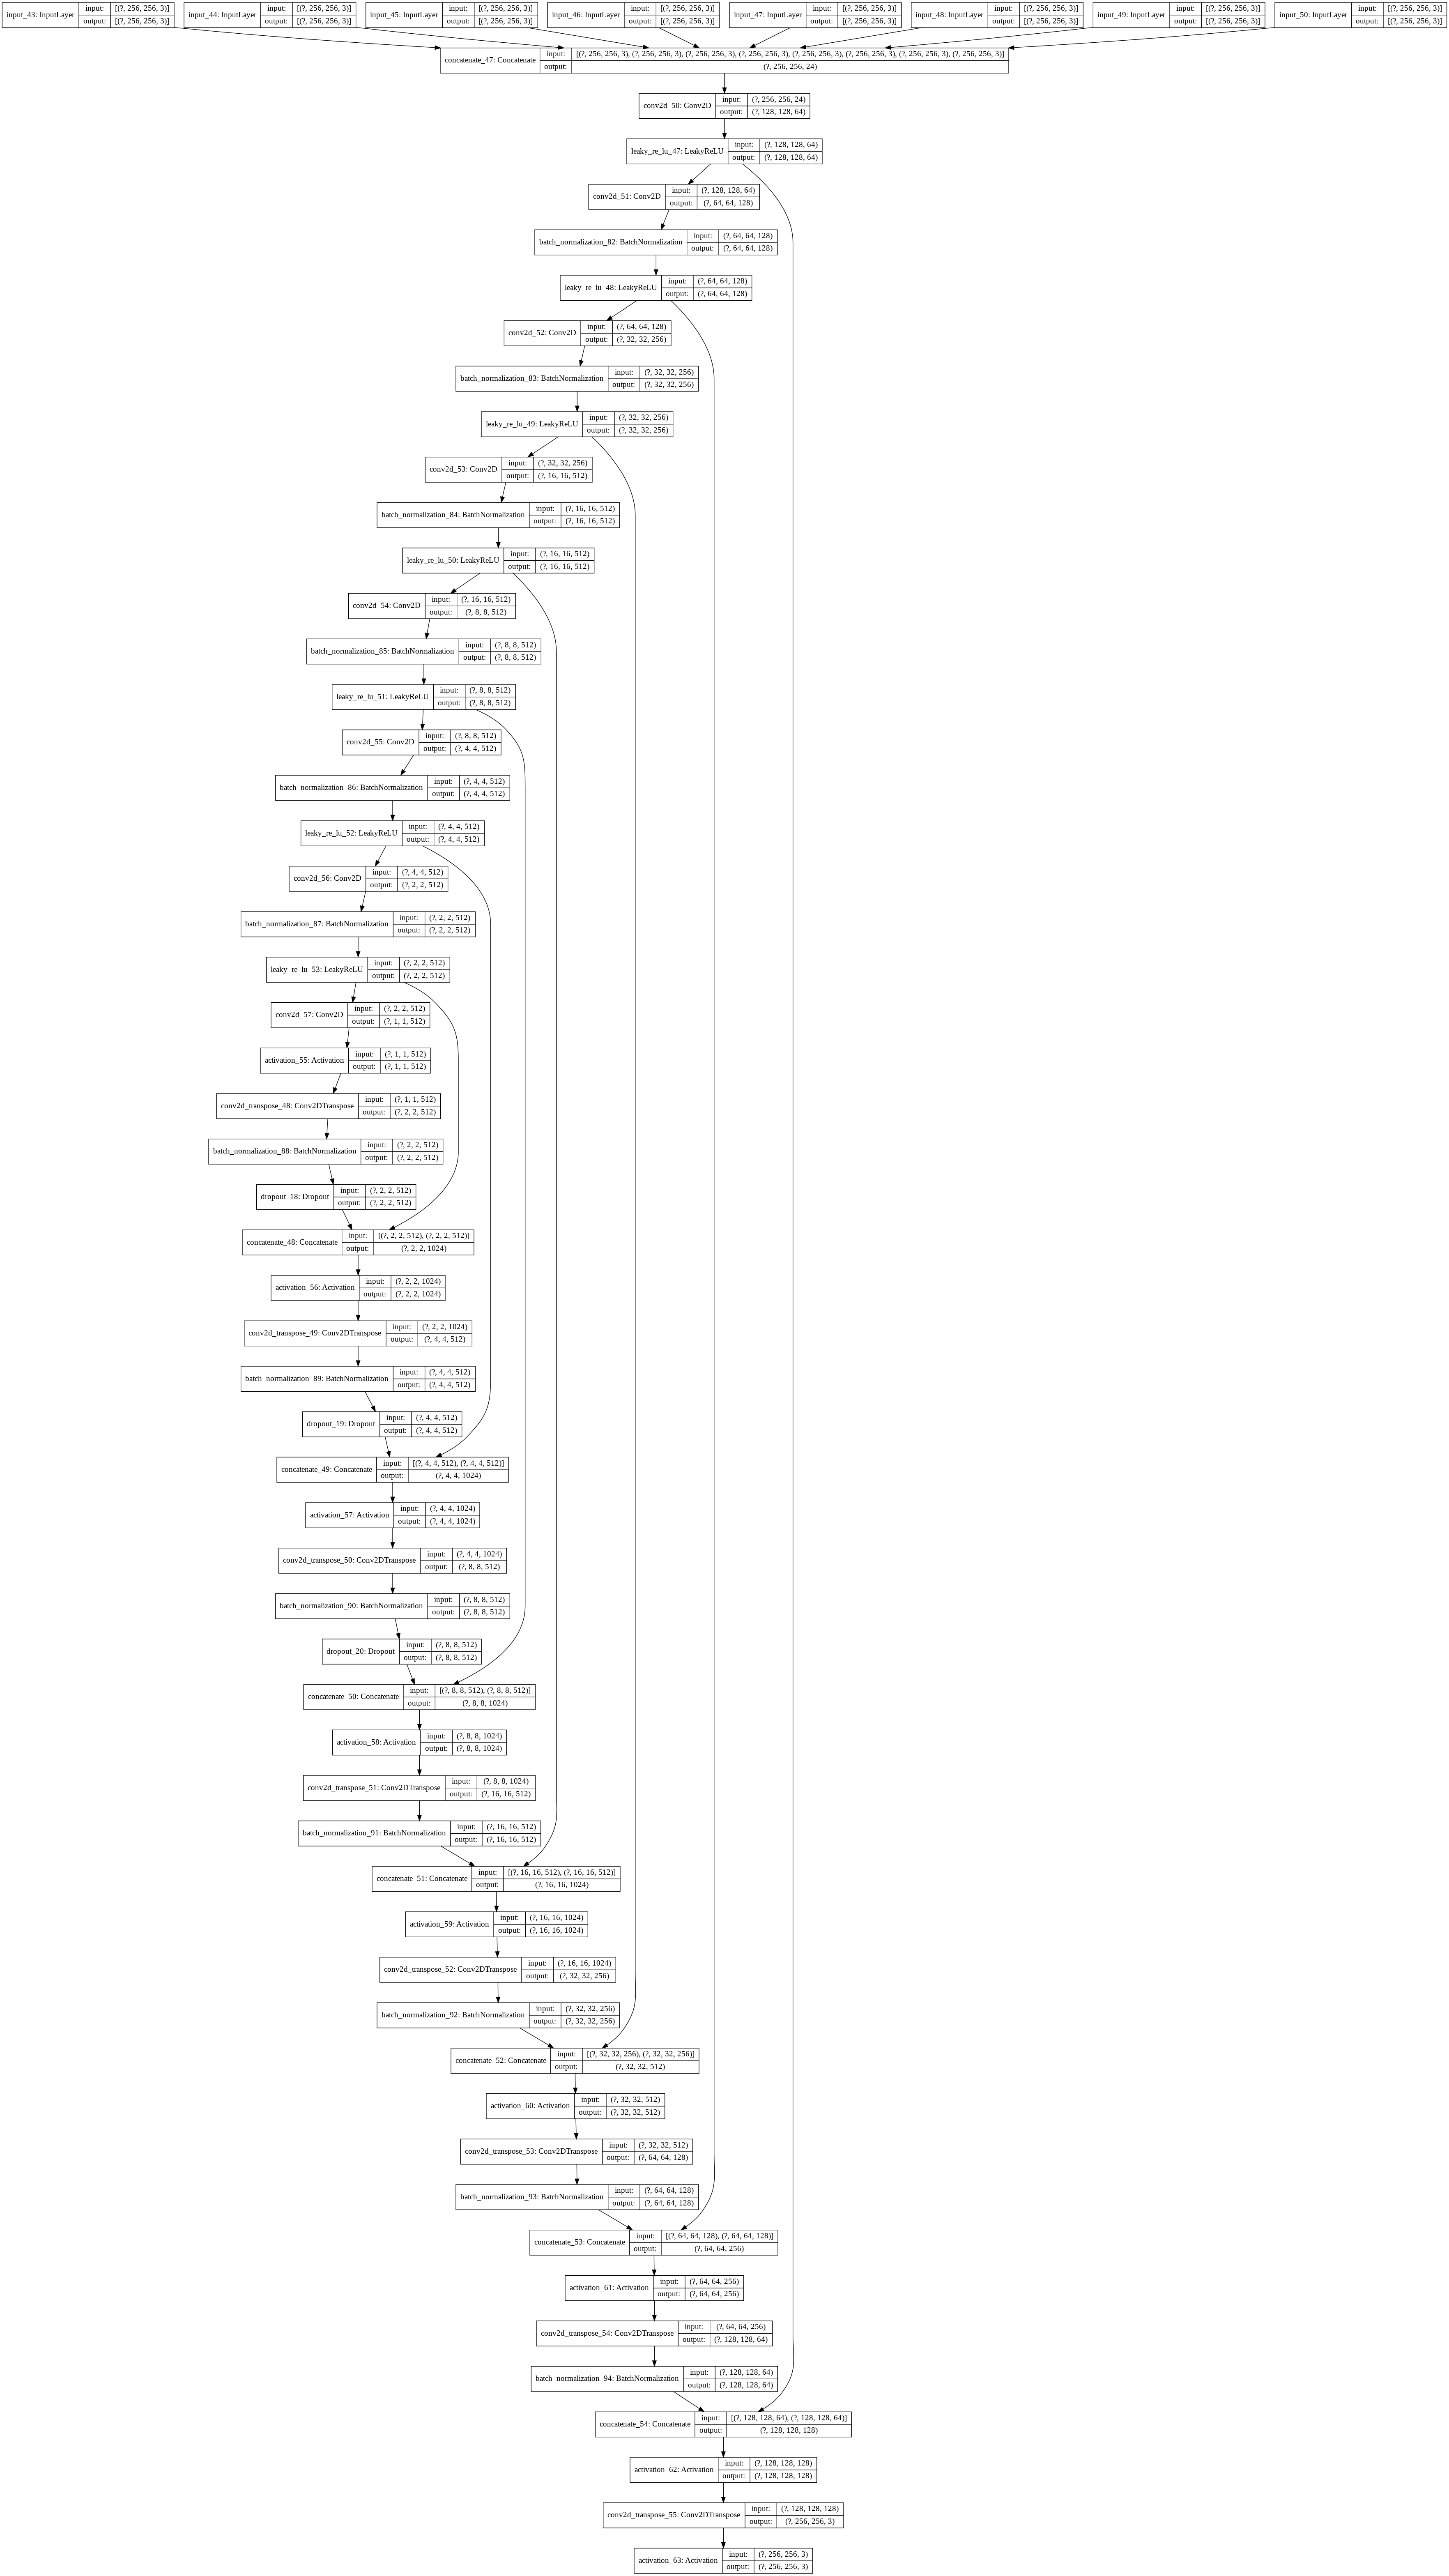 input_43: InputLayer input: [(?, 256, 256, 3)]
output: [(?, 256, 256, 3)]
input_44: InputLayer input: [(?, 256, 256, 3)]
output: [(?, 256, 256, 3)]
input_45: InputLayer input: [(?, 256, 256, 3)]
output: [(?, 256, 256, 3)]
input_46: InputLayer input: [(?, 256, 256, 3)]
output: [(?, 256, 256, 3)]
input_47: InputLayer input: [(?, 256, 256, 3)]
output: [(?, 256, 256, 3)]
input_48: InputLayer input: [(?, 256, 256, 3)]
output: [(?, 256, 256, 3)]
input_49: InputLayer input: [(?, 256, 256, 3)]
output: [(?, 256, 256, 3)]
input_50: InputLayer input: [(?, 256, 256, 3)]
output: [(?, 256, 256, 3)]
concatenate_47: Concatenate input: [(?, 256, 256, 3), (?, 256, 256, 3), (?, 256, 256, 3), (?, 256, 256, 3), (?, 256, 256, 3), (?, 256, 256, 3), (?, 256, 256, 3), (?, 256, 256, 3)]
output: (?, 256, 256, 24)
conv2d_50: Conv2D input: (?, 256, 256, 24)
output: (?, 128, 128, 64)
leaky_re_lu_47: LeakyReLU input: (?, 128, 128, 64)
output: (?, 128, 128, 64)
conv2d_51: Conv2D input: (?, 128, 128, 64)
output: (?, 64, 64, 128)
batch_normalization_82: BatchNormalization input: (?, 64, 64, 128)
output: (?, 64, 64, 128)
leaky_re_lu_48: LeakyReLU input: (?, 64, 64, 128)
output: (?, 64, 64, 128)
conv2d_52: Conv2D input: (?, 64, 64, 128)
output: (?, 32, 32, 256)
batch_normalization_83: BatchNormalization input: (?, 32, 32, 256)
output: (?, 32, 32, 256)
leaky_re_lu_49: LeakyReLU input: (?, 32, 32, 256)
output: (?, 32, 32, 256)
conv2d_53: Conv2D input: (?, 32, 32, 256)
output: (?, 16, 16, 512)
batch_normalization_84: BatchNormalization input: (?, 16, 16, 512)
output: (?, 16, 16, 512)
leaky_re_lu_50: LeakyReLU input: (?, 16, 16, 512)
output: (?, 16, 16, 512)
conv2d_54: Conv2D input: (?, 16, 16, 512)
output: (?, 8, 8, 512)
batch_normalization_85: BatchNormalization input: (?, 8, 8, 512)
output: (?, 8, 8, 512)
leaky_re_lu_51: LeakyReLU input: (?, 8, 8, 512)
output: (?, 8, 8, 512)
conv2d_55: Conv2D input: (?, 8, 8, 512)
output: (?, 4, 4, 512)
batch_normalization_86: BatchNormalization input: (?, 4, 4, 512)
output: (?, 4, 4, 512)
leaky_re_lu_52: LeakyReLU input: (?, 4, 4, 512)
output: (?, 4, 4, 512)
conv2d_56: Conv2D input: (?, 4, 4, 512)
output: (?, 2, 2, 512)
batch_normalization_87: BatchNormalization input: (?, 2, 2, 512)
output: (?, 2, 2, 512)
leaky_re_lu_53: LeakyReLU input: (?, 2, 2, 512)
output: (?, 2, 2, 512)
conv2d_57: Conv2D input: (?, 2, 2, 512)
output: (?, 1, 1, 512)
activation_55: Activation input: (?, 1, 1, 512)
output: (?, 1, 1, 512)
conv2d_transpose_48: Conv2DTranspose input: (?, 1, 1, 512)
output: (?, 2, 2, 512)
batch_normalization_88: BatchNormalization input: (?, 2, 2, 512)
output: (?, 2, 2, 512)
dropout_18: Dropout input: (?, 2, 2, 512)
output: (?, 2, 2, 512)
concatenate_48: Concatenate input: [(?, 2, 2, 512), (?, 2, 2, 512)]
output: (?, 2, 2, 1024)
activation_56: Activation input: (?, 2, 2, 1024)
output: (?, 2, 2, 1024)
conv2d_transpose_49: Conv2DTranspose input: (?, 2, 2, 1024)
output: (?, 4, 4, 512)
batch_normalization_89: BatchNormalization input: (?, 4, 4, 512)
output: (?, 4, 4, 512)
dropout_19: Dropout input: (?, 4, 4, 512)
output: (?, 4, 4, 512)
concatenate_49: Concatenate input: [(?, 4, 4, 512), (?, 4, 4, 512)]
output: (?, 4, 4, 1024)
activation_57: Activation input: (?, 4, 4, 1024)
output: (?, 4, 4, 1024)
conv2d_transpose_50: Conv2DTranspose input: (?, 4, 4, 1024)
output: (?, 8, 8, 512)
batch_normalization_90: BatchNormalization input: (?, 8, 8, 512)
output: (?, 8, 8, 512)
dropout_20: Dropout input: (?, 8, 8, 512)
output: (?, 8, 8, 512)
concatenate_50: Concatenate input: [(?, 8, 8, 512), (?, 8, 8, 512)]
output: (?, 8, 8, 1024)
activation_58: Activation input: (?, 8, 8, 1024)
output: (?, 8, 8, 1024)
conv2d_transpose_51: Conv2DTranspose input: (?, 8, 8, 1024)
output: (?, 16, 16, 512)
batch_normalization_91: BatchNormalization input: (?, 16, 16, 512)
output: (?, 16, 16, 512)
concatenate_51: Concatenate input: [(?, 16, 16, 512), (?, 16, 16, 512)]
output: (?, 16, 16, 1024)
activation_59: Activation input: (?, 16, 16, 1024)
output: (?, 16, 16, 1024)
conv2d_transpose_52: Conv2DTranspose input: (?, 16, 16, 1024)
output: (?, 32, 32, 256)
batch_normalization_92: BatchNormalization input: (?, 32, 32, 256)
output: (?, 32, 32, 256)
concatenate_52: Concatenate input: [(?, 32, 32, 256), (?, 32, 32, 256)]
output: (?, 32, 32, 512)
activation_60: Activation input: (?, 32, 32, 512)
output: (?, 32, 32, 512)
conv2d_transpose_53: Conv2DTranspose input: (?, 32, 32, 512)
output: (?, 64, 64, 128)
batch_normalization_93: BatchNormalization input: (?, 64, 64, 128)
output: (?, 64, 64, 128)
concatenate_53: Concatenate input: [(?, 64, 64, 128), (?, 64, 64, 128)]
output: (?, 64, 64, 256)
activation_61: Activation input: (?, 64, 64, 256)
output: (?, 64, 64, 256)
conv2d_transpose_54: Conv2DTranspose input: (?, 64, 64, 256)
output: (?, 128, 128, 64)
batch_normalization_94: BatchNormalization input: (?, 128, 128, 64)
output: (?, 128, 128, 64)
concatenate_54: Concatenate input: [(?, 128, 128, 64), (?, 128, 128, 64)]
output: (?, 128, 128, 128)
activation_62: Activation input: (?, 128, 128, 128)
output: (?, 128, 128, 128)
conv2d_transpose_55: Conv2DTranspose input: (?, 128, 128, 128)
output: (?, 256, 256, 3)
activation_63: Activation input: (?, 256, 256, 3)
output: (?, 256, 256, 3)